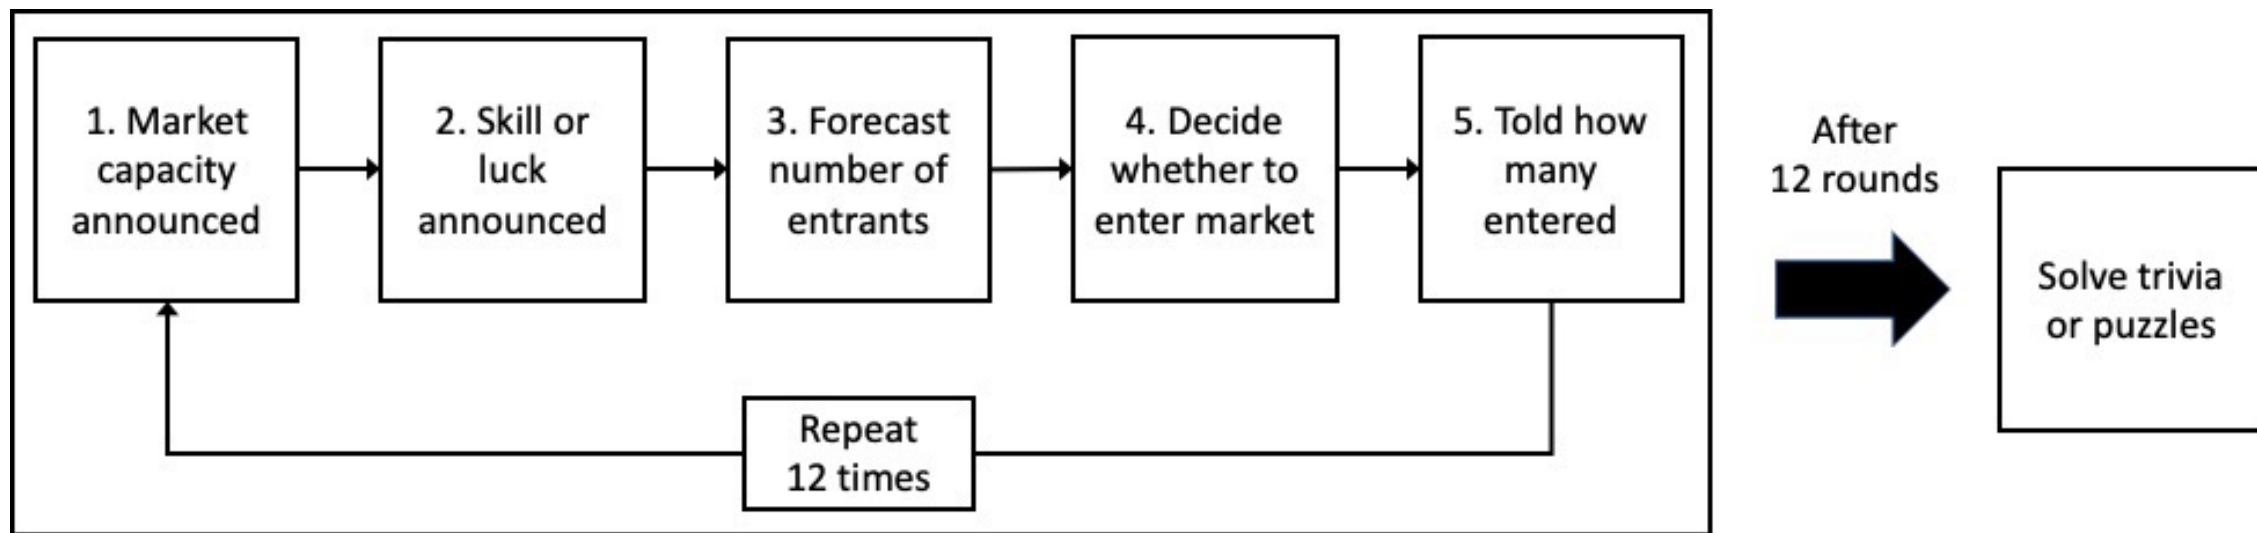 1. Market
capacity
announced
2. Skill or
luck
announced
3. Forecast
number of
entrants
4. Decide
whether to
enter market
5. Told how
many
entered
Repeat
12 times
After
12 rounds
Solve trivia
or puzzles